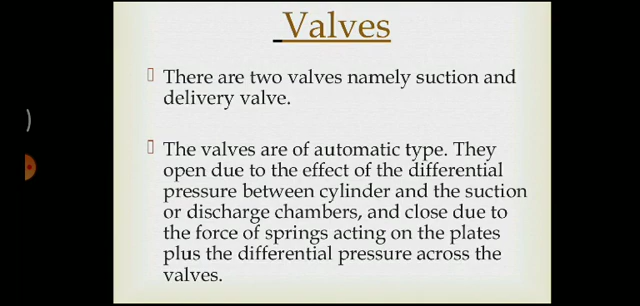 Valves
There are two valves namely suction and
delivery valve.
The valves are of automatic type. They
open due to the effect of the differential
pressure between cylinder and the suction
or discharge chambers, and close due to
the force of springs acting on the plates
plus the differential pressure across the
valves.